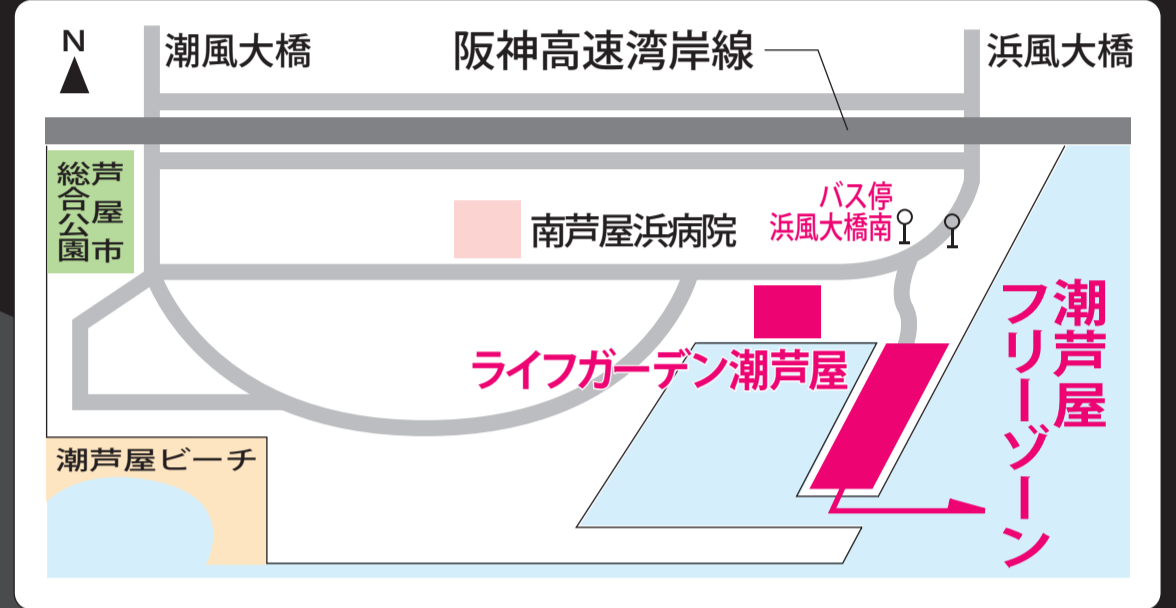 N
潮風大橋
阪神高速湾岸線
浜風大橋
芦屋市
総合公園
南芦屋浜病院
バス停
浜風大橋南
ライフガーデン潮芦屋
潮芦屋
フリーゾーン
潮芦屋ビーチ